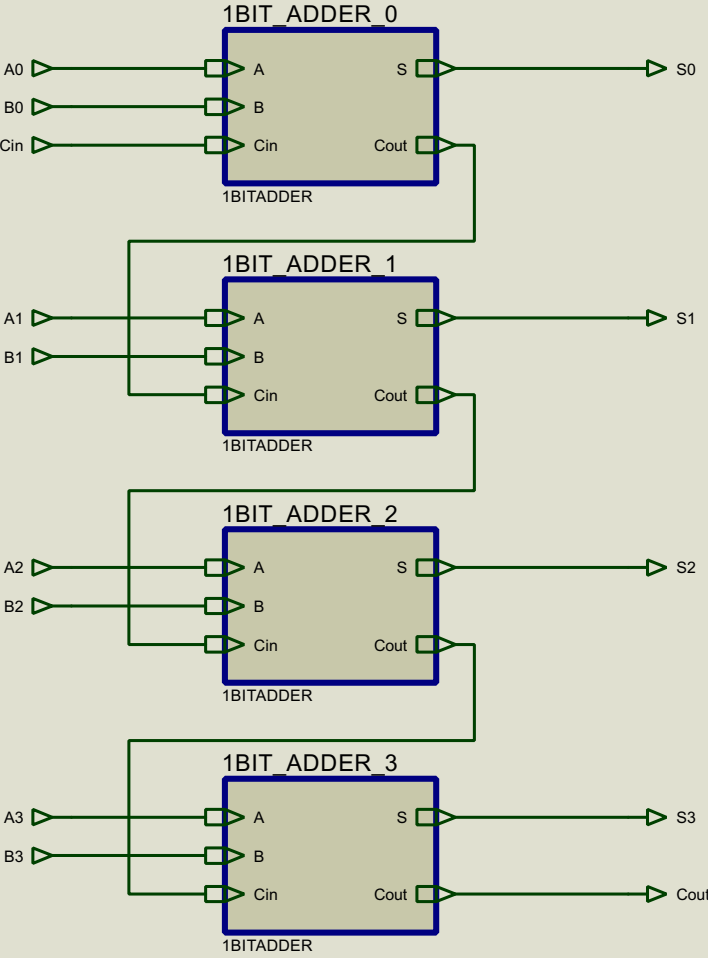 1BIT_ADDER_0
A0 A S S0
B0 B
Cin Cin Cout
1BITADDER
1BIT_ADDER_1
A1 A S S1
B1 B
Cin Cout
1BITADDER
1BIT_ADDER_2
A2 A S S2
B2 B
Cin Cout
1BITADDER
1BIT_ADDER_3
A3 A S S3
B3 B
Cin Cout Cout
1BITADDER